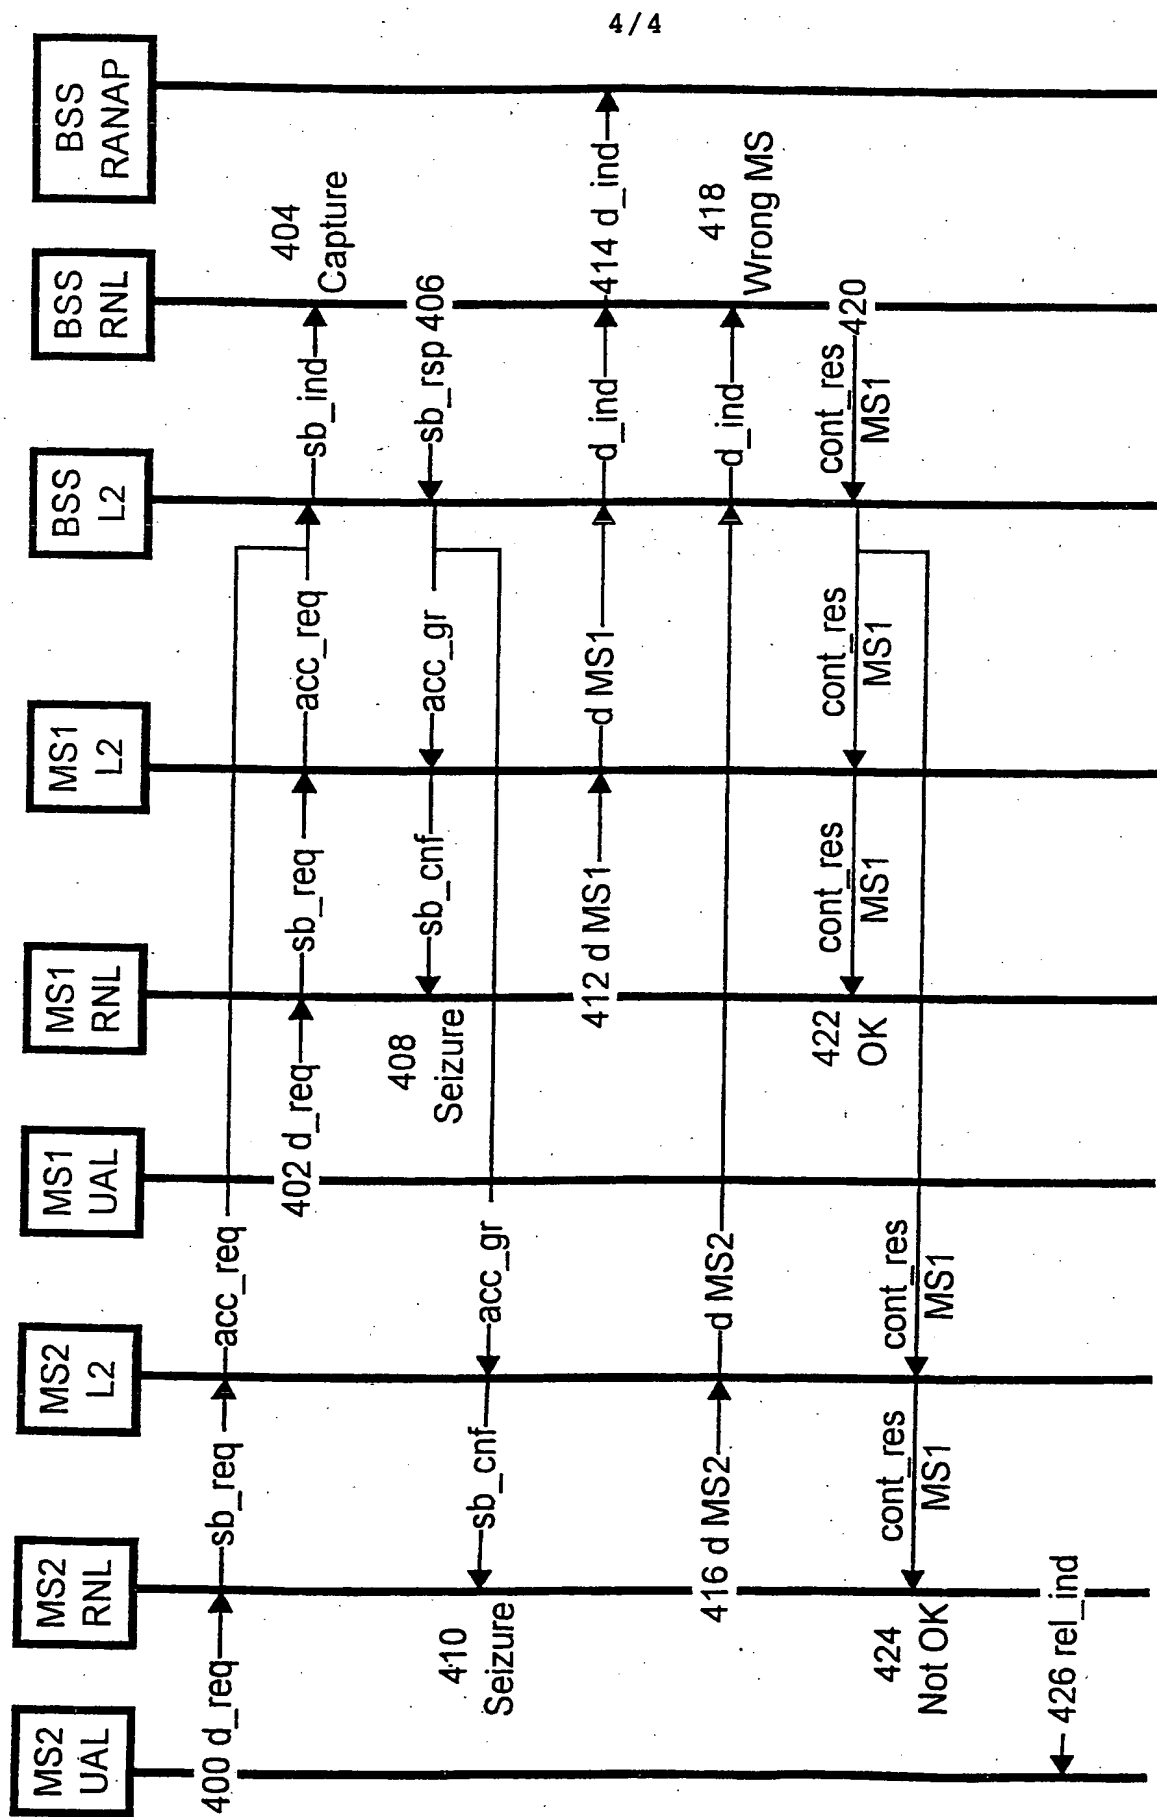 4/4
MS2
UAL
MS2
RNL
MS2
L2
MS1
UAL
MS1
RNL
MS1
L2
BSS
L2
BSS
RNL
BSS
RANAP
400 d_req
sb_req
acc_req
402 d_req
sb_req
acc_req
sb_ind
404
Capture
sb_rsp 406
acc_gr
sb_cnf
408
Seizure
acc_gr
sb_cnf
410
Seizure
412 d MS1
d MS1
d_ind
414 d_ind
416 d MS2
d MS2
d_ind
418
Wrong MS
420
cont_res
MS1
cont_res
MS1
cont_res
MS1
422
OK
cont_res
MS1
cont_res
MS1
424
Not OK
426 rel_ind